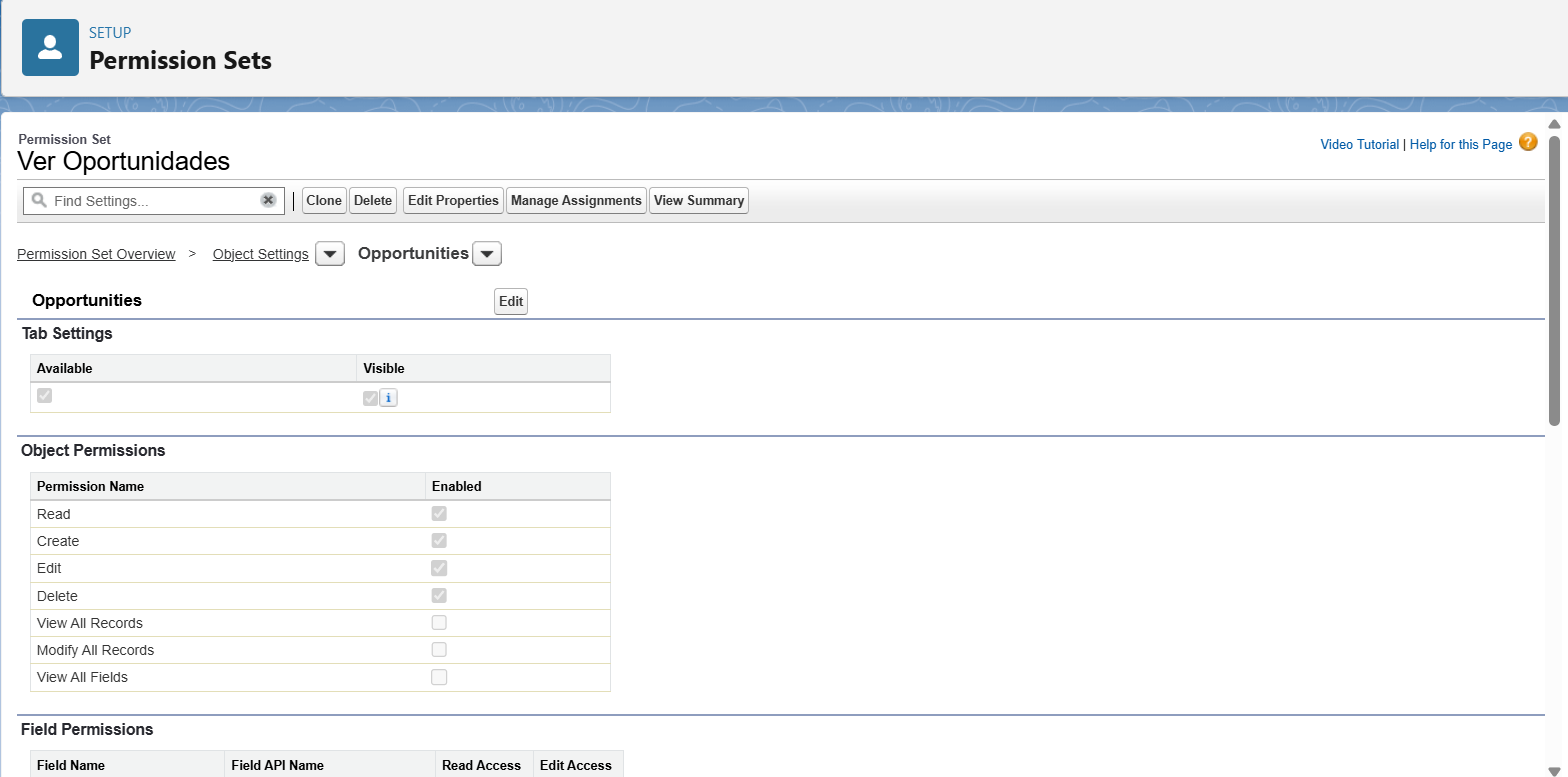 SETUP
Permission Sets
Permission Set
Ver Oportunidades
Video Tutorial | Help for this Page ?
Find Settings... Clone Delete Edit Properties Manage Assignments View Summary
Permission Set Overview > Object Settings Opportunities
Opportunities Edit
Tab Settings
Available Visible
i
Object Permissions
Permission Name Enabled
Read
Create
Edit
Delete
View All Records
Modify All Records
View All Fields
Field Permissions
Field Name Field API Name Read Access Edit Access